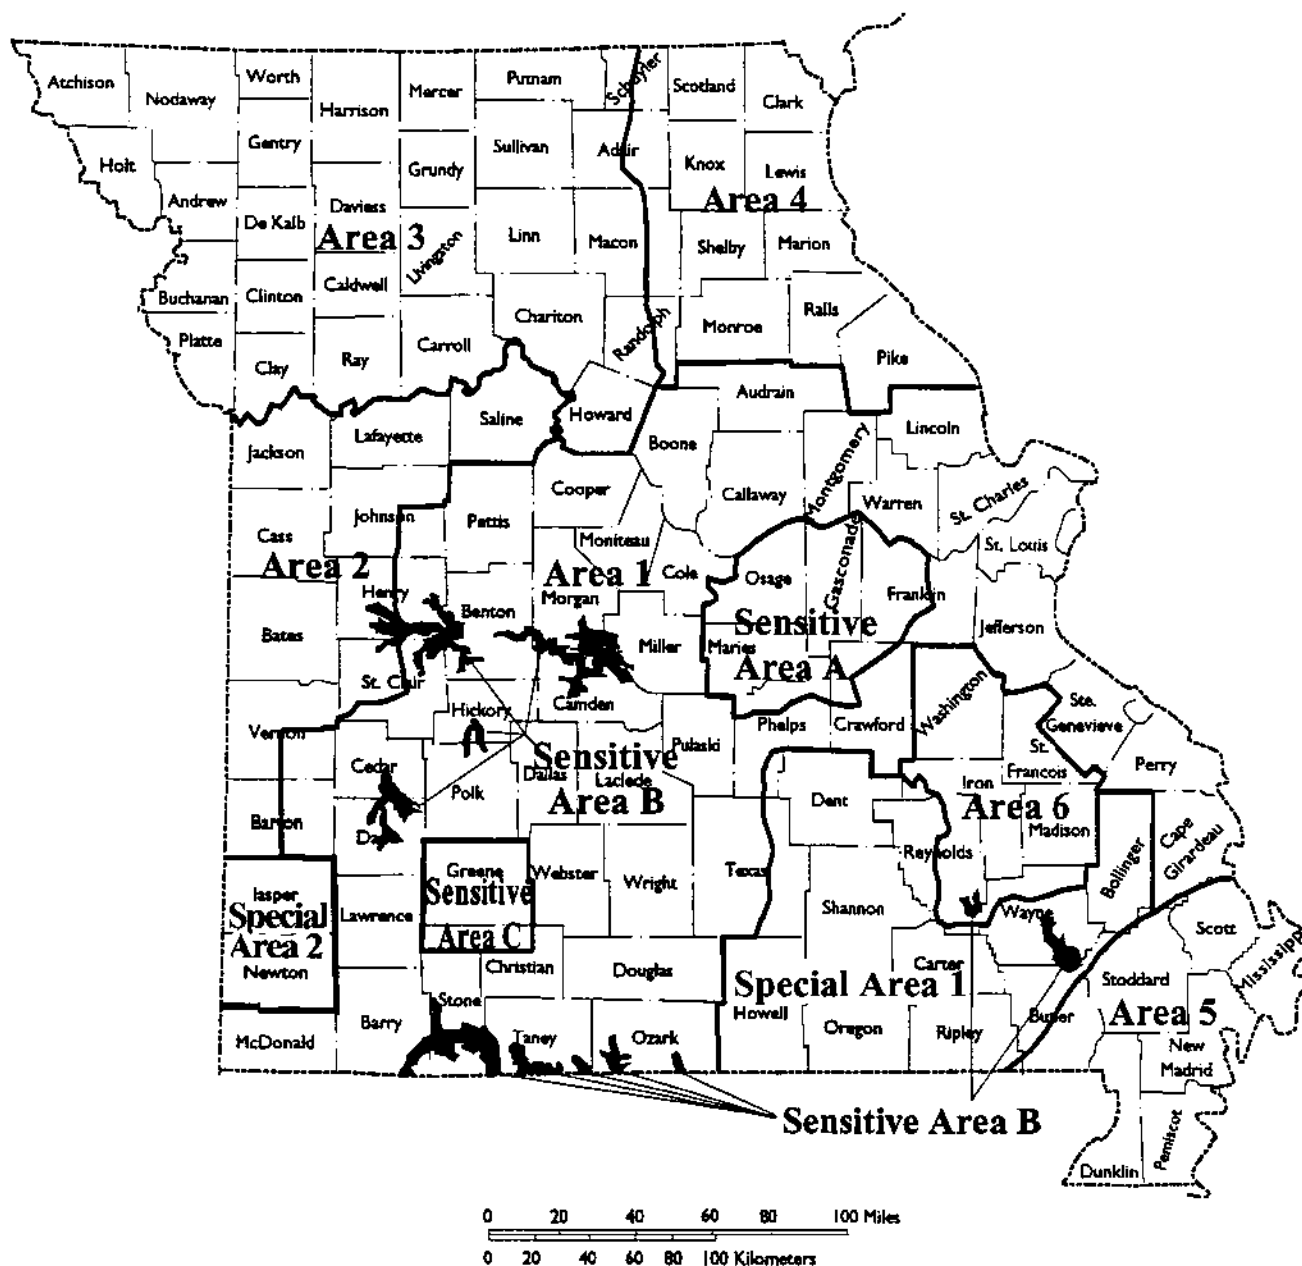 Atchison
Nodaway
Worth
Harrison
Mercer
Putnam
Schuyler
Scotland
Clark
Holt
Gentry
Grundy
Sullivan
Adair
Knox
Lewis
Andrew
De Kalb
Daviess
Area 3
Livingston
Linn
Macon
Area 4
Shelby
Marion
Buchanan
Clinton
Caldwell
Chariton
Randolph
Monroe
Ralls
Platte
Clay
Ray
Carroll
Pike
Saline
Howard
Audrain
Jackson
Lafayette
Boone
Montgomery
Lincoln
Cooper
Callaway
Warren
St. Charles
Cass
Johnson
Pettis
Moniteau
St. Louis
Area 2
Area 1
Cole
Osage
Gasconade
Franklin
Henry
Benton
Morgan
Bates
Miller
Maries
Sensitive
Area A
Jefferson
St. Clair
Hickory
Camden
Phelps
Crawford
Washington
Ste.
Genevieve
Vernon
Pulaski
St.
Francois
Cedar
Polk
Dallas
Laclede
Sensitive
Area B
Dent
Iron
Area 6
Perry
Barton
Dade
Madison
Reynolds
Bollinger
Cape
Girardeau
Jasper
Special
Area 2
Newton
Lawrence
Greene
Sensitive
Area C
Webster
Wright
Texas
Shannon
Wayne
Scott
Mississippi
Christian
Douglas
Special Area 1
Carter
Stoddard
McDonald
Barry
Stone
Taney
Ozark
Howell
Oregon
Ripley
Butler
Area 5
New
Madrid
Sensitive Area B
Dunklin
Pemiscot
0 20 40 60 80 100 Miles
0 20 40 60 80 100 Kilometers